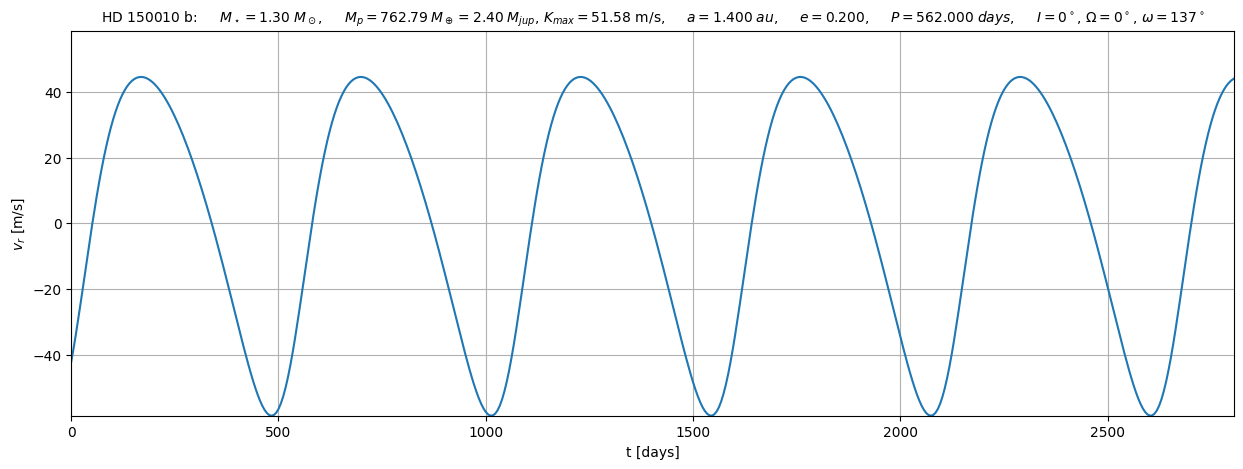 HD 150010 b: M⋆ = 1.30 M⊙, Mp = 762.79 M⊕ = 2.40 Mjup, Kmax = 51.58 m/s, a = 1.400 au, e = 0.200, P = 562.000 days, I = 0°, Ω = 0°, ω = 137°
40
20
0
−20
−40
vr [m/s]
0 500 1000 1500 2000 2500
t [days]